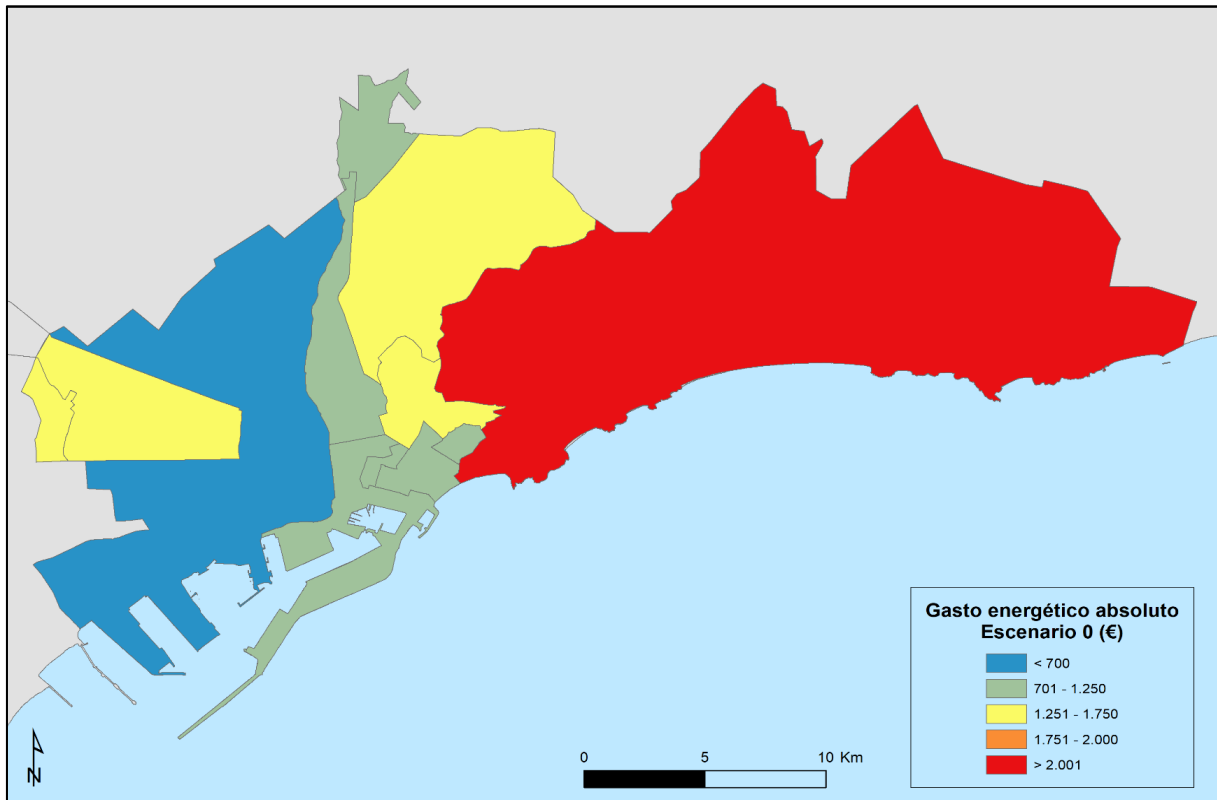 Gasto energético absoluto
Escenario 0 (€)
< 700
701 - 1.250
1.251 - 1.750
1.751 - 2.000
> 2.001
0 5 10 Km
N